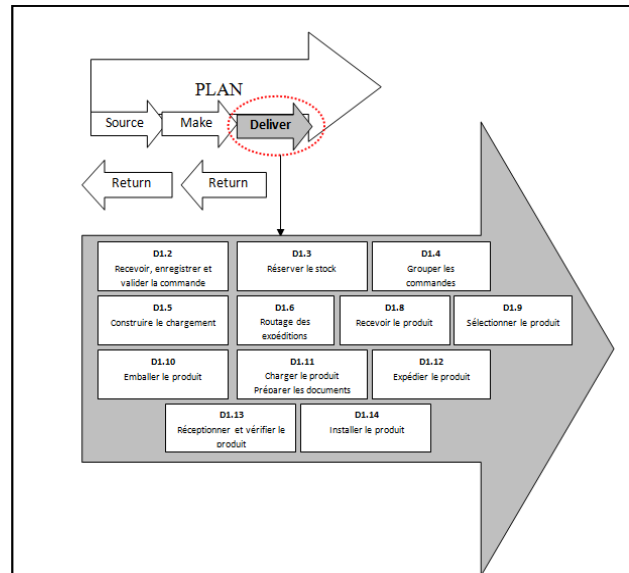 PLAN
Source
Make
Deliver
Return
Return
D1.2
Recevoir, enregistrer et
valider la commande
D1.3
Réserver le stock
D1.4
Grouper les
commandes
D1.5
Construire le chargement
D1.6
Routage des
expéditions
D1.8
Recevoir le produit
D1.9
Sélectionner le produit
D1.10
Emballer le produit
D1.11
Charger le produit
Préparer les documents
D1.12
Expédier le produit
D1.13
Réceptionner et vérifier le
produit
D1.14
Installer le produit